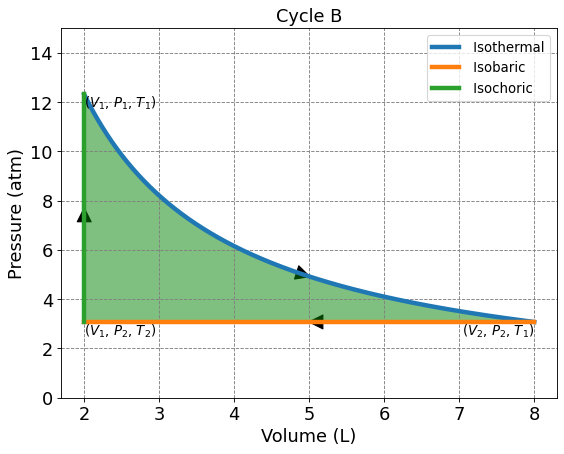 Cycle B
Isothermal
Isobaric
Isochoric
Pressure (atm)
14
12
10
8
6
4
2
0
(V₁, P₁, T₁)
(V₁, P₂, T₂)
(V₂, P₂, T₁)
2 3 4 5 6 7 8
Volume (L)